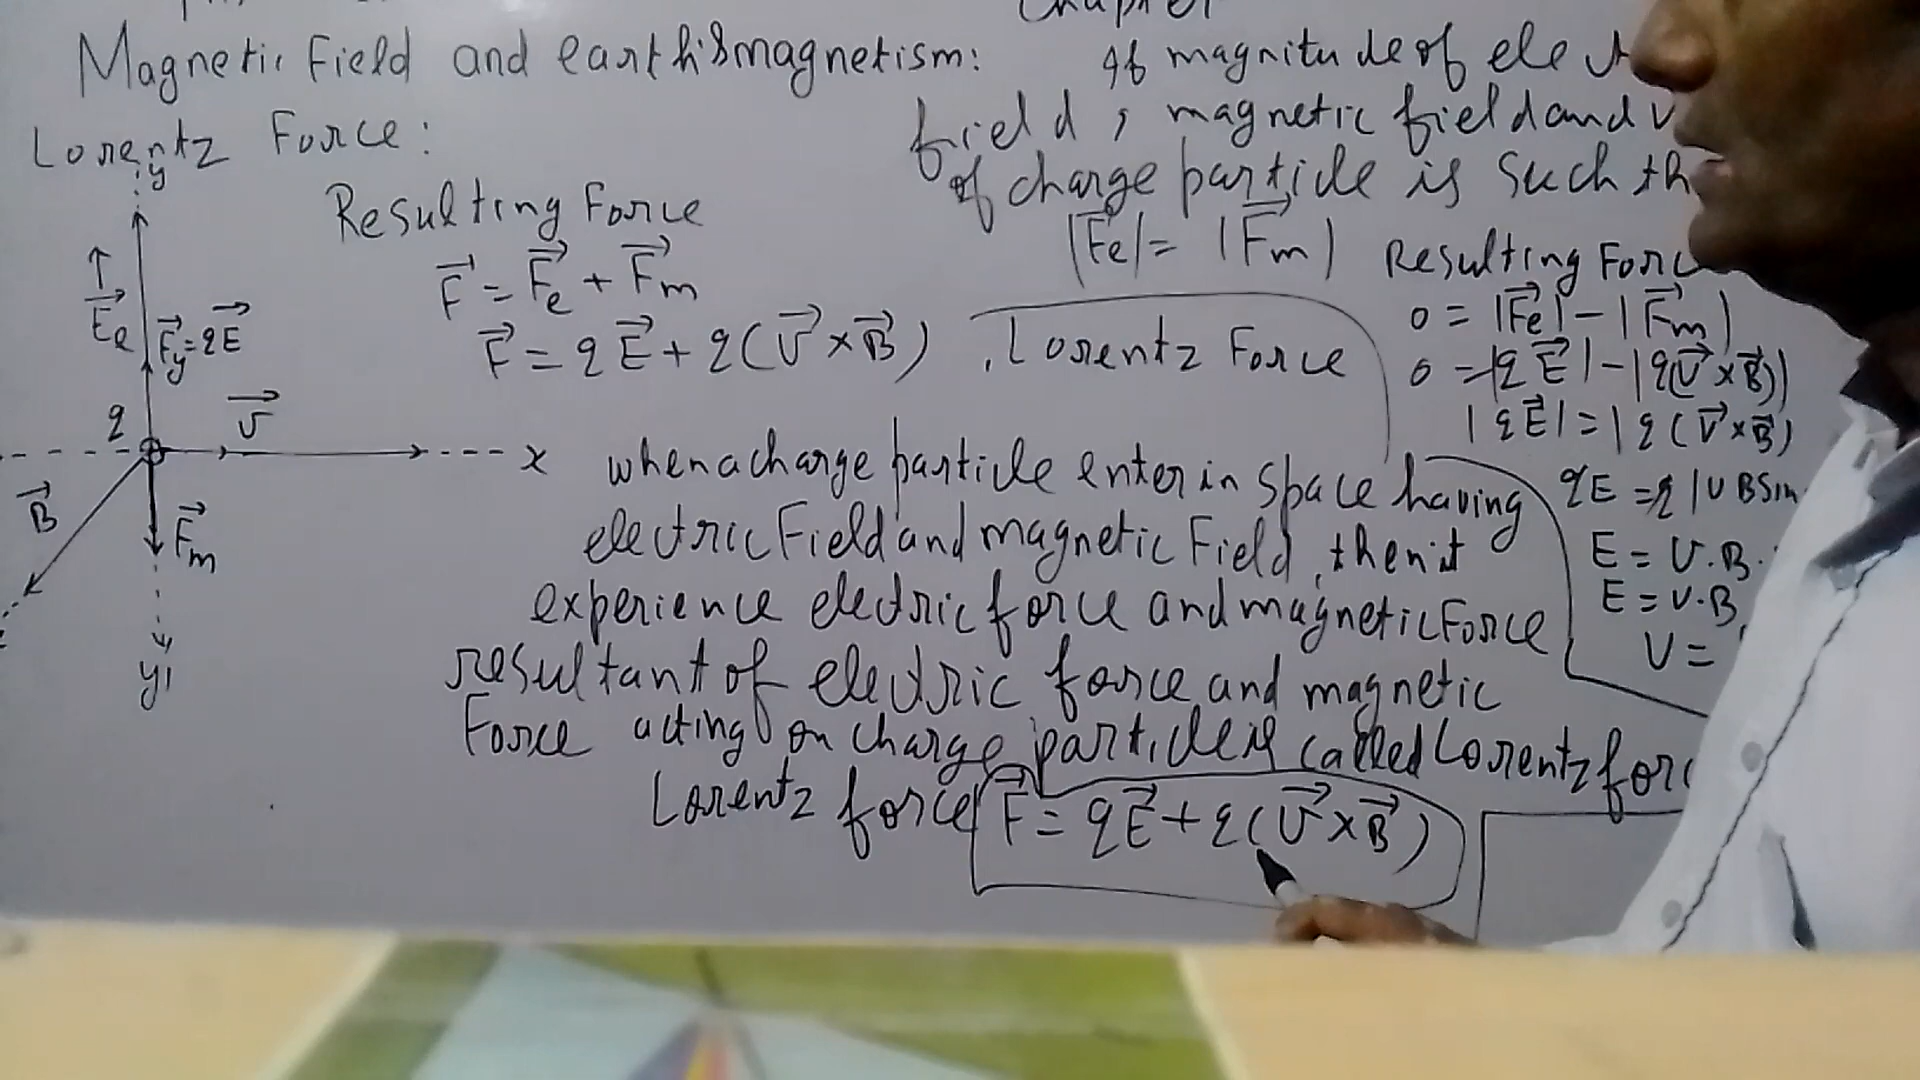 Chapter
Magnetic Field and earth'smagnetism:
Lorentz Force:
y
Resulting Force
F = Fe + Fm
F = qE + q(V×B) , Lorentz Force
Ee
Fy=qE
q
V
x
B
Fm
y'
when a charge particle enter in space having
electric Field and magnetic Field, then it
experience electric force and magnetic Force
resultant of electric force and magnetic
Force acting on charge particle is called Lorentz forc
Lorentz force F = qE + q(V×B)
If magnitude of elect
field, magnetic field and v
of charge particle is such th
|Fe| = |Fm|
Resulting Forc
0 = |Fe| - |Fm|
0 = |qE| - |q(V×B)|
|qE| = |q(V×B)
qE = q|VBSin
E = V.B.
E = V.B
V =